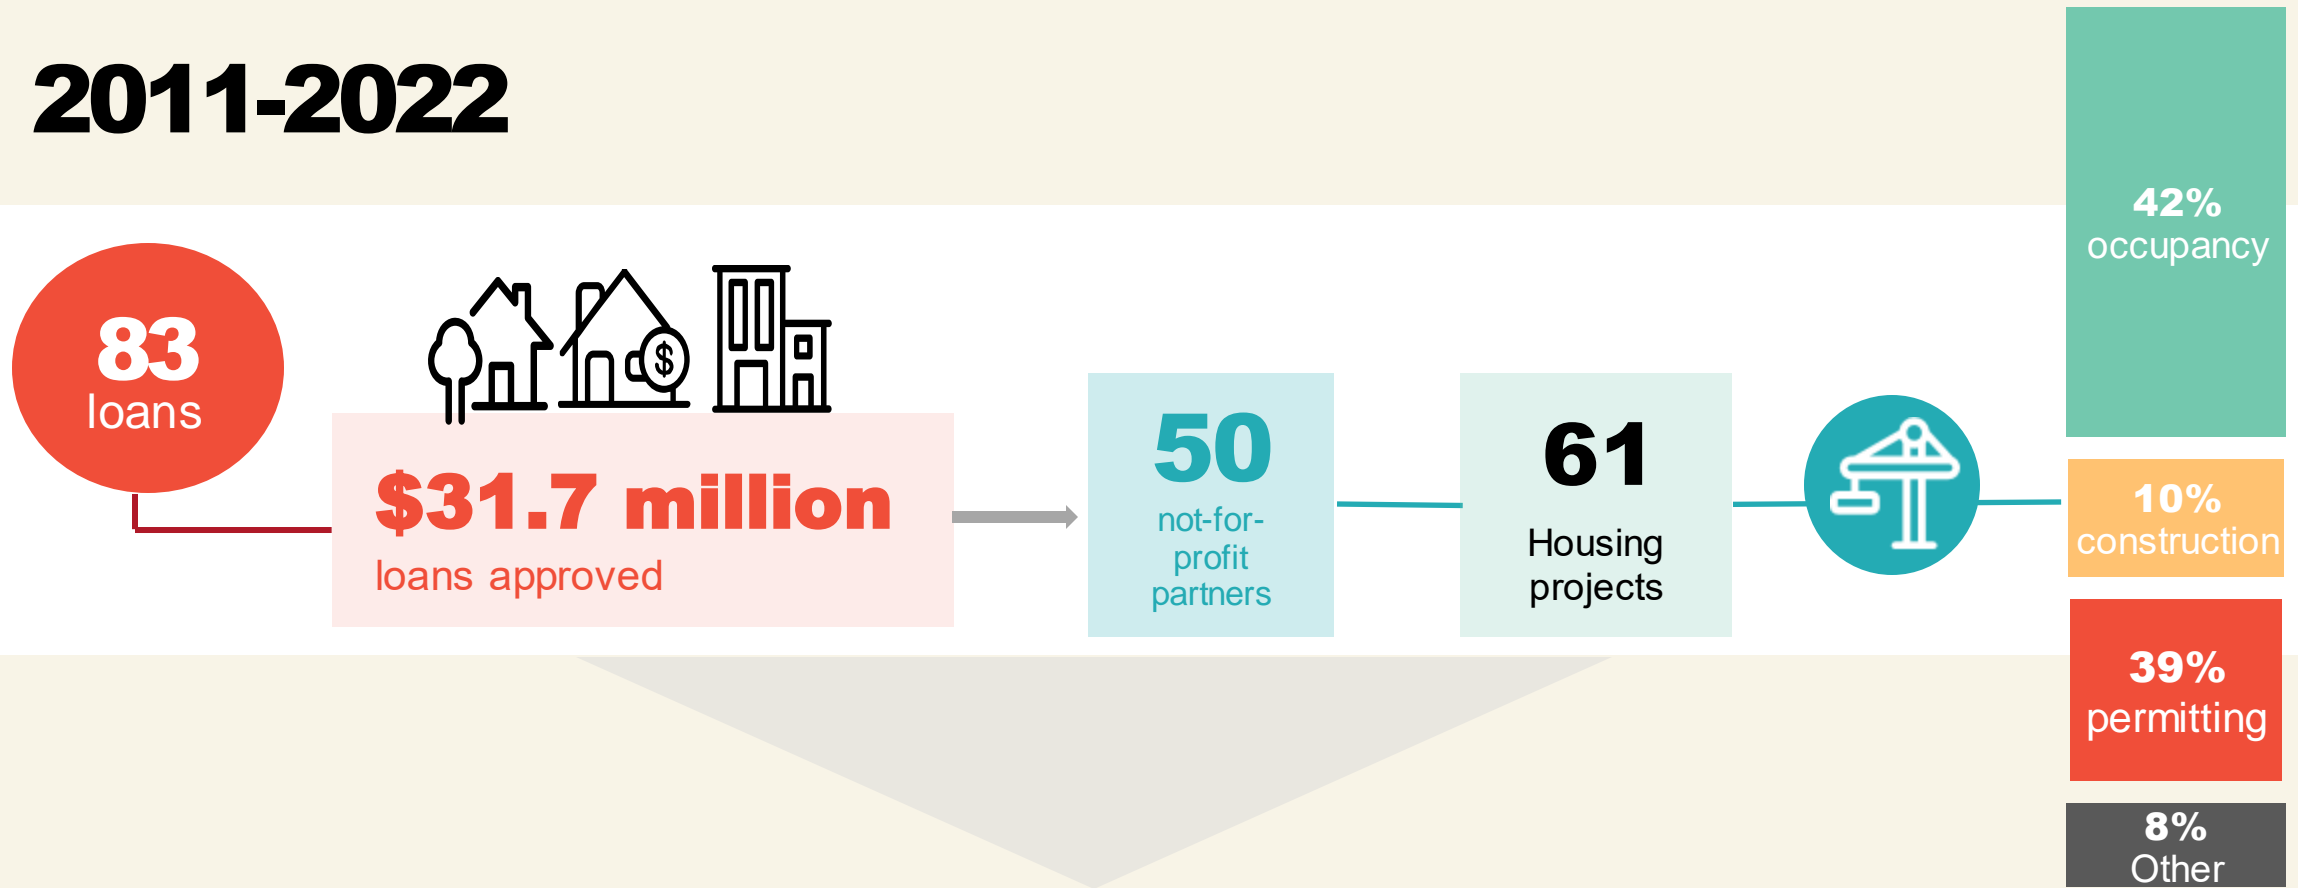 2011-2022
83
loans
$
$31.7 million
loans approved
50
not-for-
profit
partners
61
Housing
projects
42%
occupancy
10%
construction
39%
permitting
8%
Other